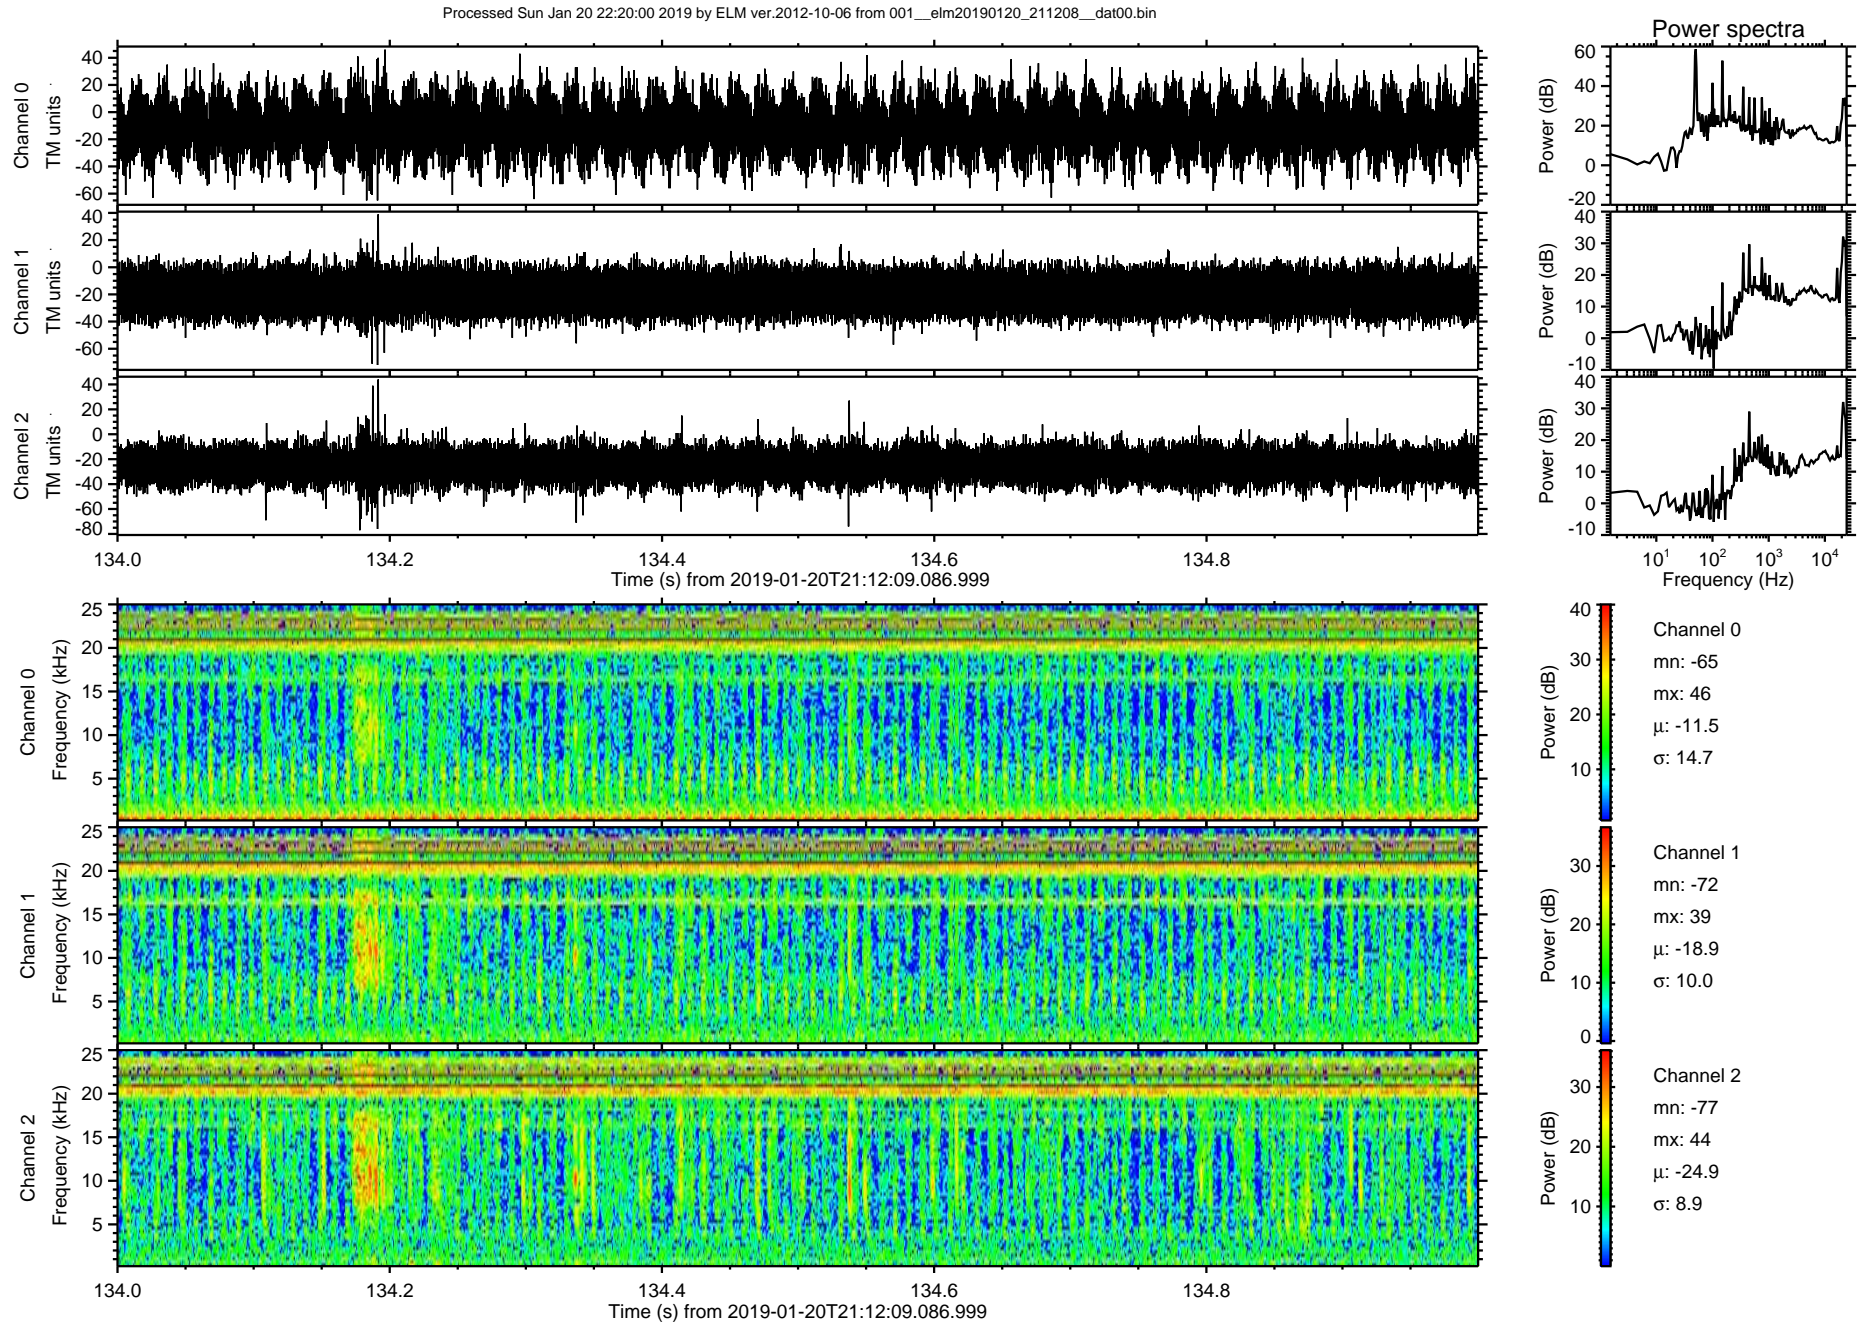 Processed Sun Jan 20 22:20:00 2019 by ELM ver.2012-10-06 from 001__elm20190120_211208__dat00.bin
Power spectra
Channel 0
TM units
40
20
0
-20
-40
-60
Power (dB)
60
40
20
0
-20
Channel 1
TM units
40
20
0
-20
-40
-60
Power (dB)
40
30
20
10
0
-10
Channel 2
TM units
40
20
0
-20
-40
-60
-80
Power (dB)
40
30
20
10
0
-10
134.0 134.2 134.4 134.6 134.8
Time (s) from 2019-01-20T21:12:09.086.999
10¹ 10² 10³ 10⁴
Frequency (Hz)
Channel 0
Frequency (kHz)
25
20
15
10
5
Power (dB)
40
30
20
10
Channel 0
mn: -65
mx: 46
µ: -11.5
σ: 14.7
Channel 1
Frequency (kHz)
25
20
15
10
5
Power (dB)
30
20
10
0
Channel 1
mn: -72
mx: 39
µ: -18.9
σ: 10.0
Channel 2
Frequency (kHz)
25
20
15
10
5
Power (dB)
30
20
10
Channel 2
mn: -77
mx: 44
µ: -24.9
σ: 8.9
134.0 134.2 134.4 134.6 134.8
Time (s) from 2019-01-20T21:12:09.086.999